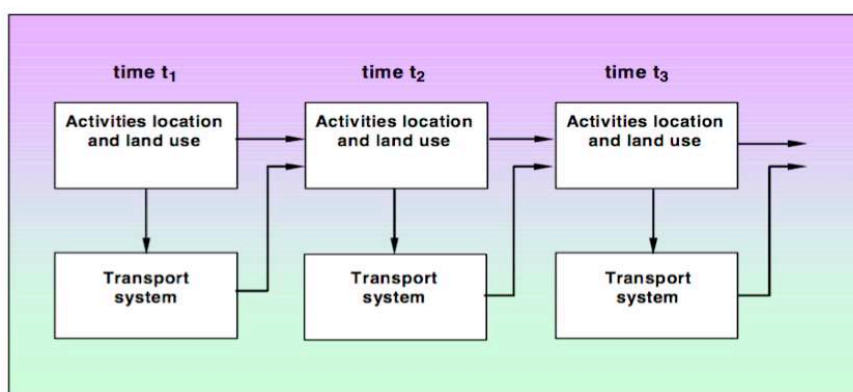 time t₁ time t₂ time t₃
Activities location Activities location Activities location
and land use and land use and land use
Transport Transport Transport
system system system